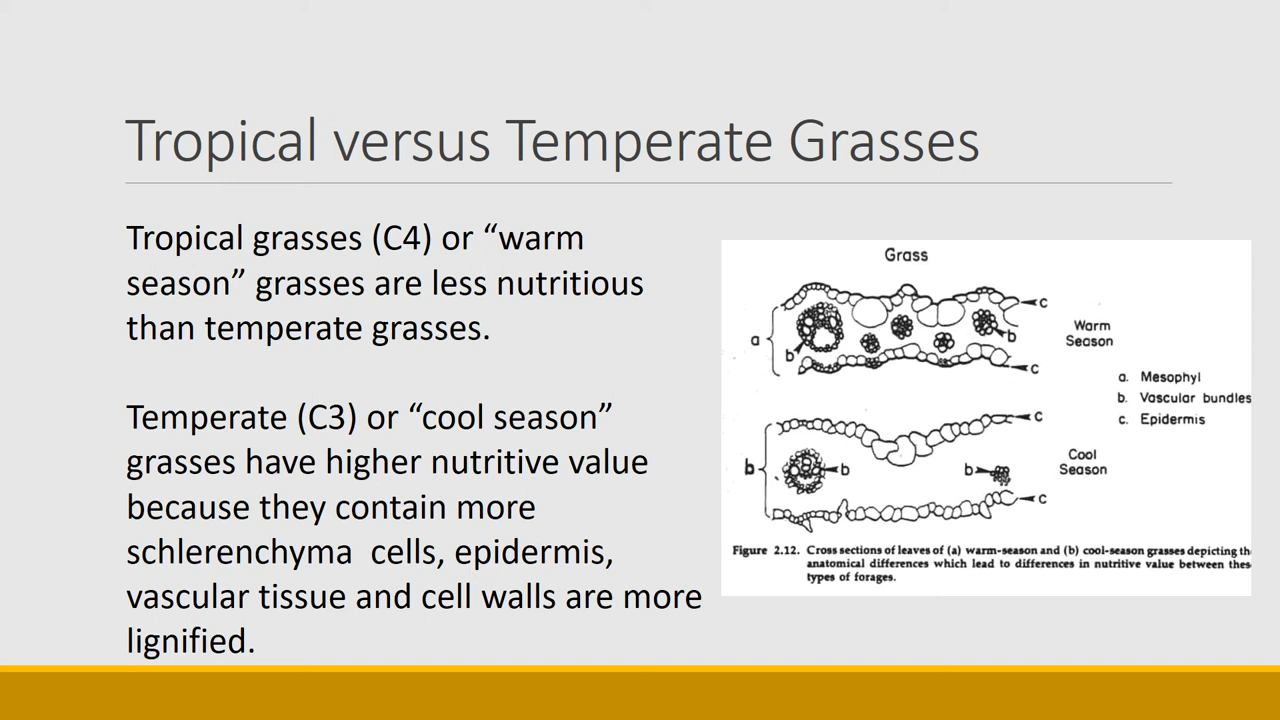 Tropical versus Temperate Grasses
Tropical grasses (C4) or “warm
season” grasses are less nutritious
than temperate grasses.
Temperate (C3) or “cool season”
grasses have higher nutritive value
because they contain more
schlerenchyma cells, epidermis,
vascular tissue and cell walls are more
lignified.
Grass
c
a
b
b
c
Warm
Season
a. Mesophyl
b. Vascular bundles
c. Epidermis
c
b
b
b
c
Cool
Season
Figure 2.12. Cross sections of leaves of (a) warm-season and (b) cool-season grasses depicting th
anatomical differences which lead to differences in nutritive value between thes
types of forages.